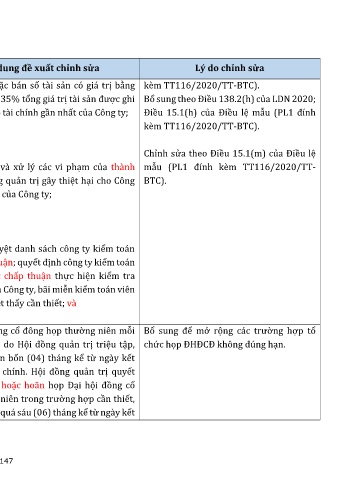 dung đề xuất chỉnh sửa
Lý do chỉnh sửa
bán số tài sản có giá trị bằng
35% tổng giá trị tài sản được ghi
tài chính gần nhất của Công ty;
và xử lý các vi phạm của thành
quản trị gây thiệt hại cho Công
của Công ty;
danh sách công ty kiểm toán
quyết định công ty kiểm toán
chấp thuận thực hiện kiểm tra
Công ty, bãi miễn kiểm toán viên
thấy cần thiết; và
kèm TT116/2020/TT-BTC).
Bổ sung theo Điều 138.2(h) của LDN 2020;
Điều 15.1(h) của Điều lệ mẫu (PL1 đính
kèm TT116/2020/TT-BTC).
Chỉnh sửa theo Điều 15.1(m) của Điều lệ
mẫu (PL1 đính kèm TT116/2020/TT-
BTC).
cổ đông họp thường niên mỗi
do Hội đồng quản trị triệu tập,
bốn (04) tháng kể từ ngày kết
chính. Hội đồng quản trị quyết
hoặc hoãn họp Đại hội đồng cổ
niên trong trường hợp cần thiết,
quá sáu (06) tháng kể từ ngày kết
Bổ sung để mở rộng các trường hợp tổ
chức họp ĐHĐCĐ không đúng hạn.
147